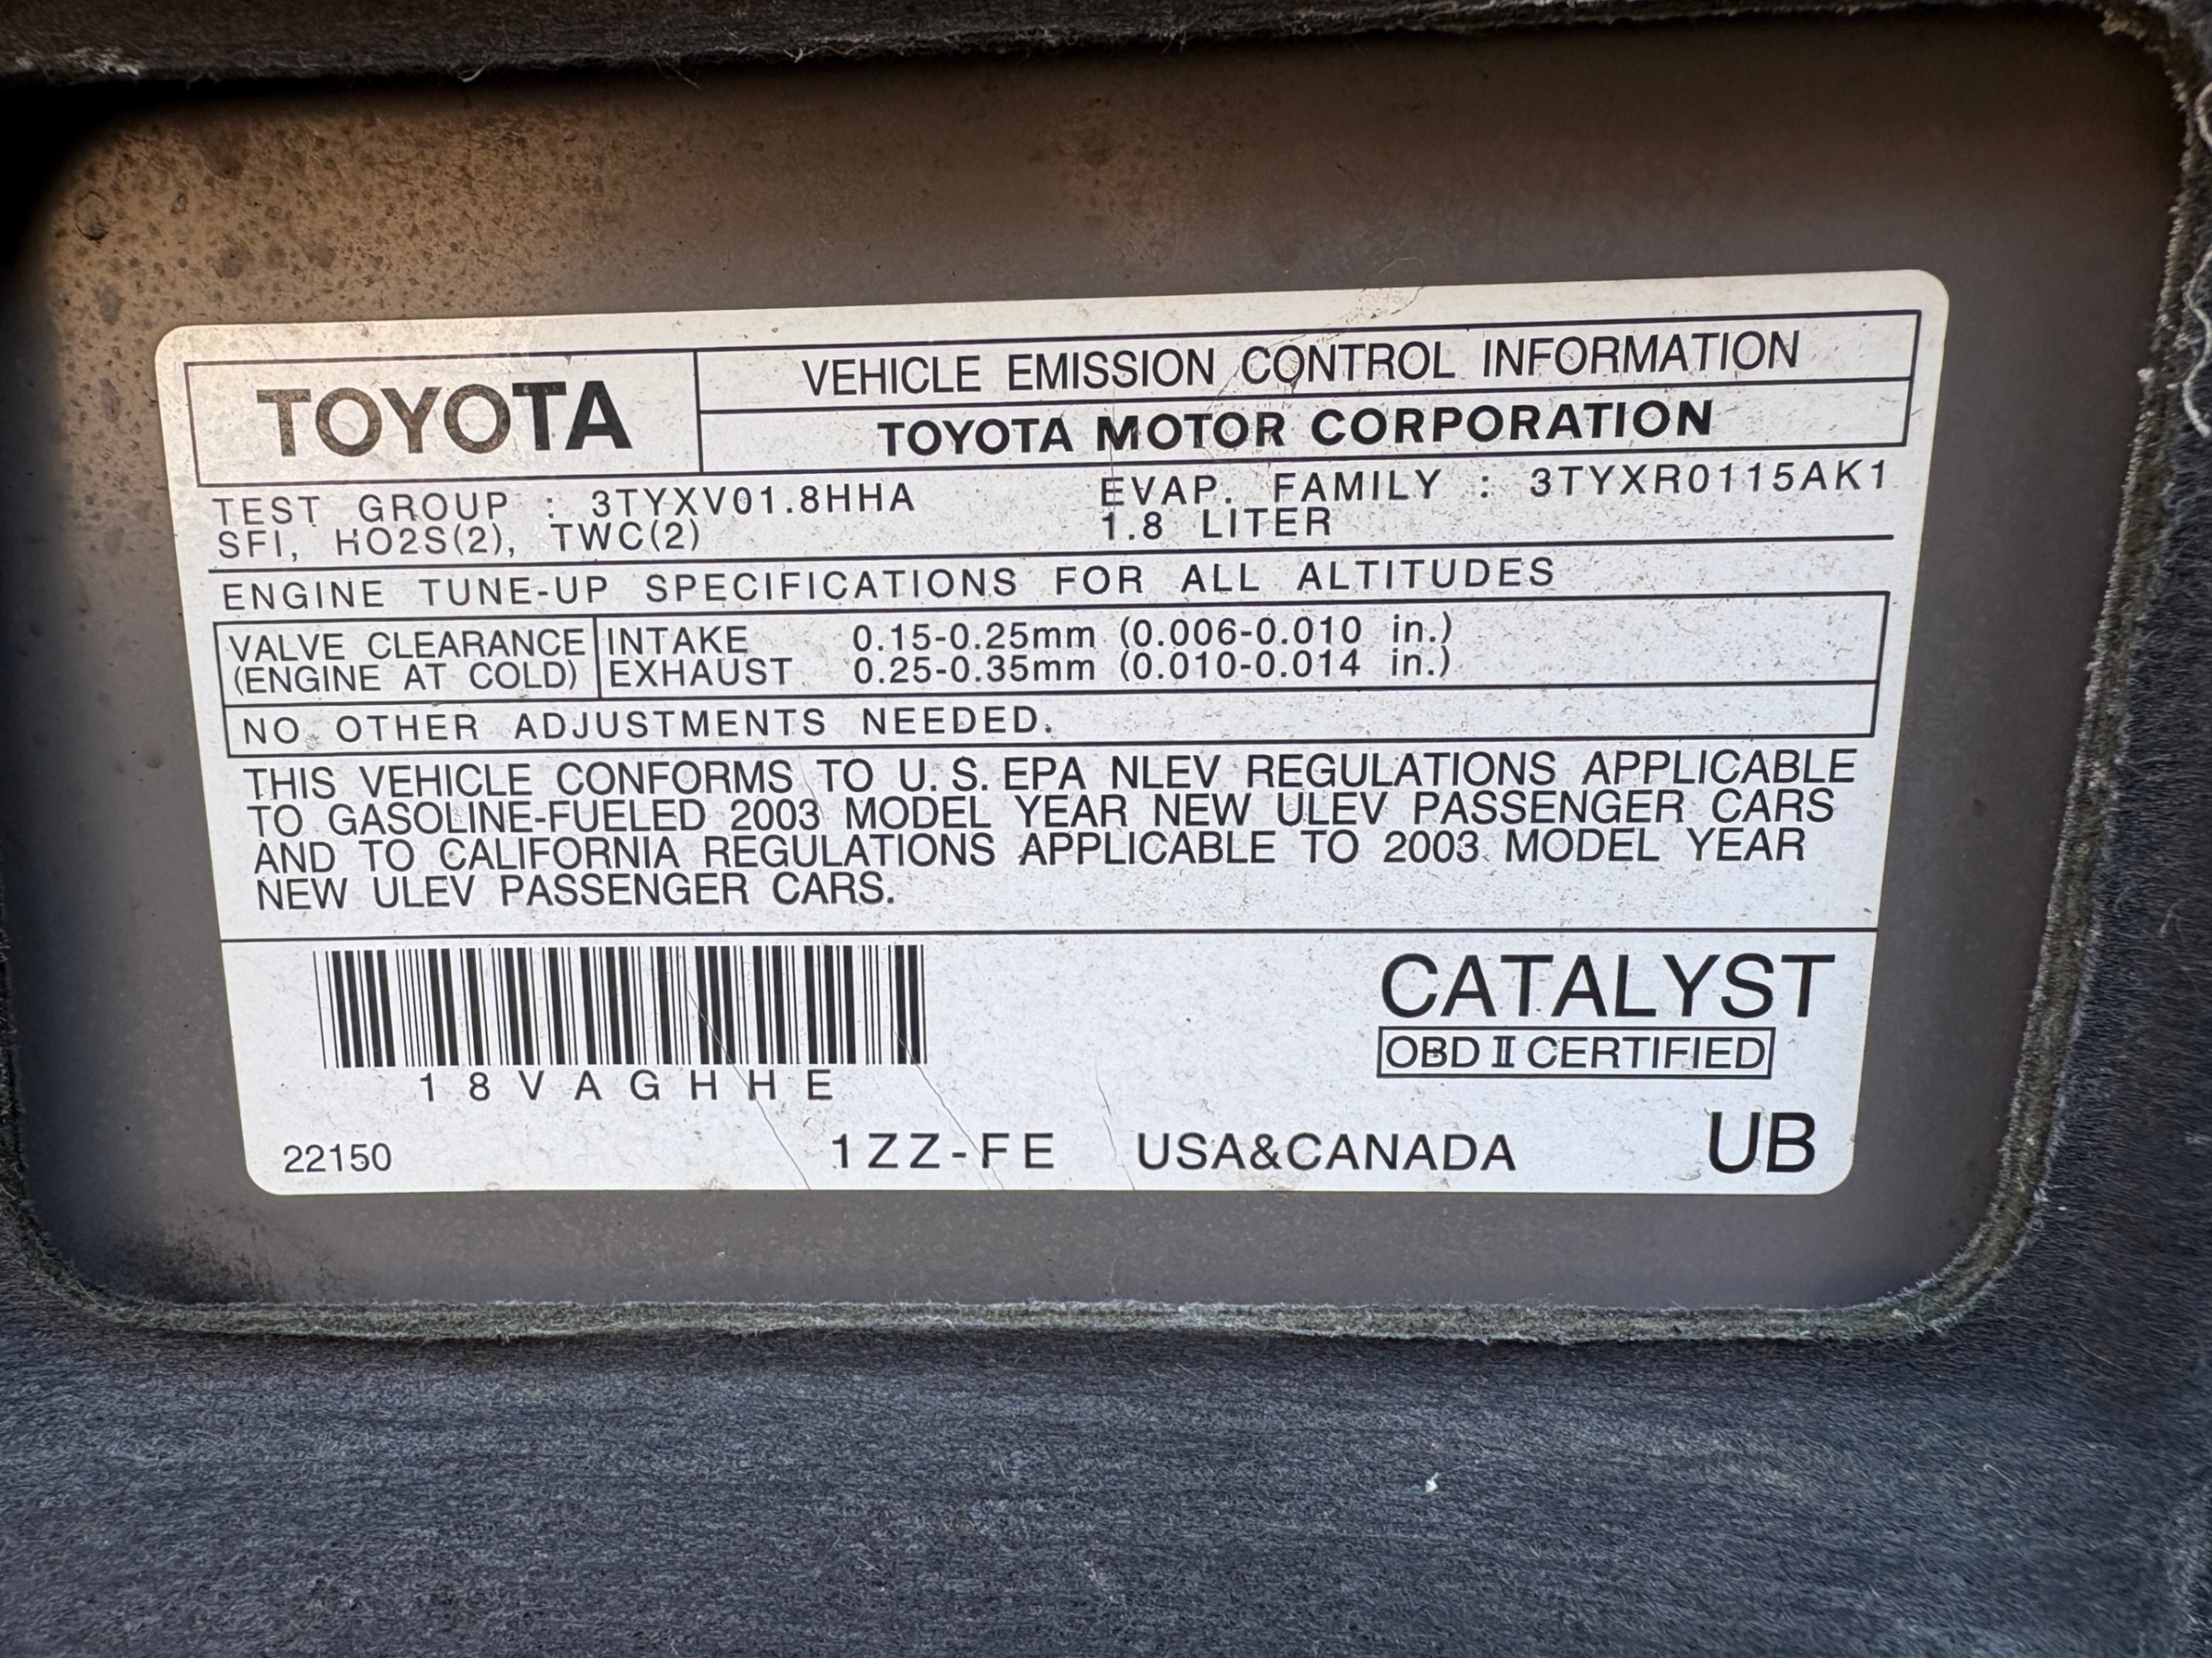 TOYOTA
VEHICLE EMISSION CONTROL INFORMATION
TOYOTA MOTOR CORPORATION
TEST GROUP : 3TYXV01.8HHA EVAP. FAMILY : 3TYXR0115AK1
SFI, HO2S(2), TWC(2) 1.8 LITER
ENGINE TUNE-UP SPECIFICATIONS FOR ALL ALTITUDES
VALVE CLEARANCE INTAKE 0.15-0.25mm (0.006-0.010 in.)
(ENGINE AT COLD) EXHAUST 0.25-0.35mm (0.010-0.014 in.)
NO OTHER ADJUSTMENTS NEEDED.
THIS VEHICLE CONFORMS TO U.S. EPA NLEV REGULATIONS APPLICABLE
TO GASOLINE-FUELED 2003 MODEL YEAR NEW ULEV PASSENGER CARS
AND TO CALIFORNIA REGULATIONS APPLICABLE TO 2003 MODEL YEAR
NEW ULEV PASSENGER CARS.
CATALYST
OBD II CERTIFIED
18VAGHHE
22150 1ZZ-FE USA&CANADA UB